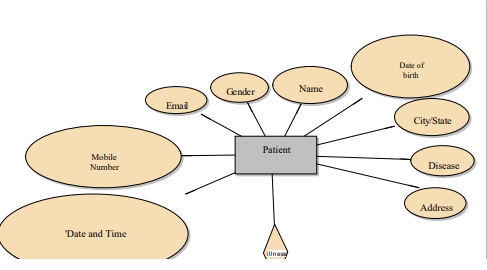 Date of
birth
Gender
Name
Email
City/State
Patient
Mobile
Number
Disease
Address
'Date and Time
illness